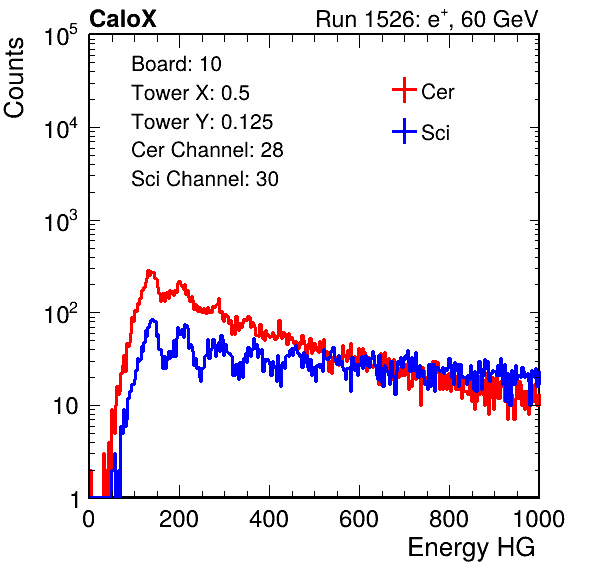 CaloX Run 1526: e⁺, 60 GeV
Counts
Board: 10
Tower X: 0.5
Tower Y: 0.125
Cer Channel: 28
Sci Channel: 30
Cer
Sci
10⁵
10⁴
10³
10²
10
1
0 200 400 600 800 1000
Energy HG